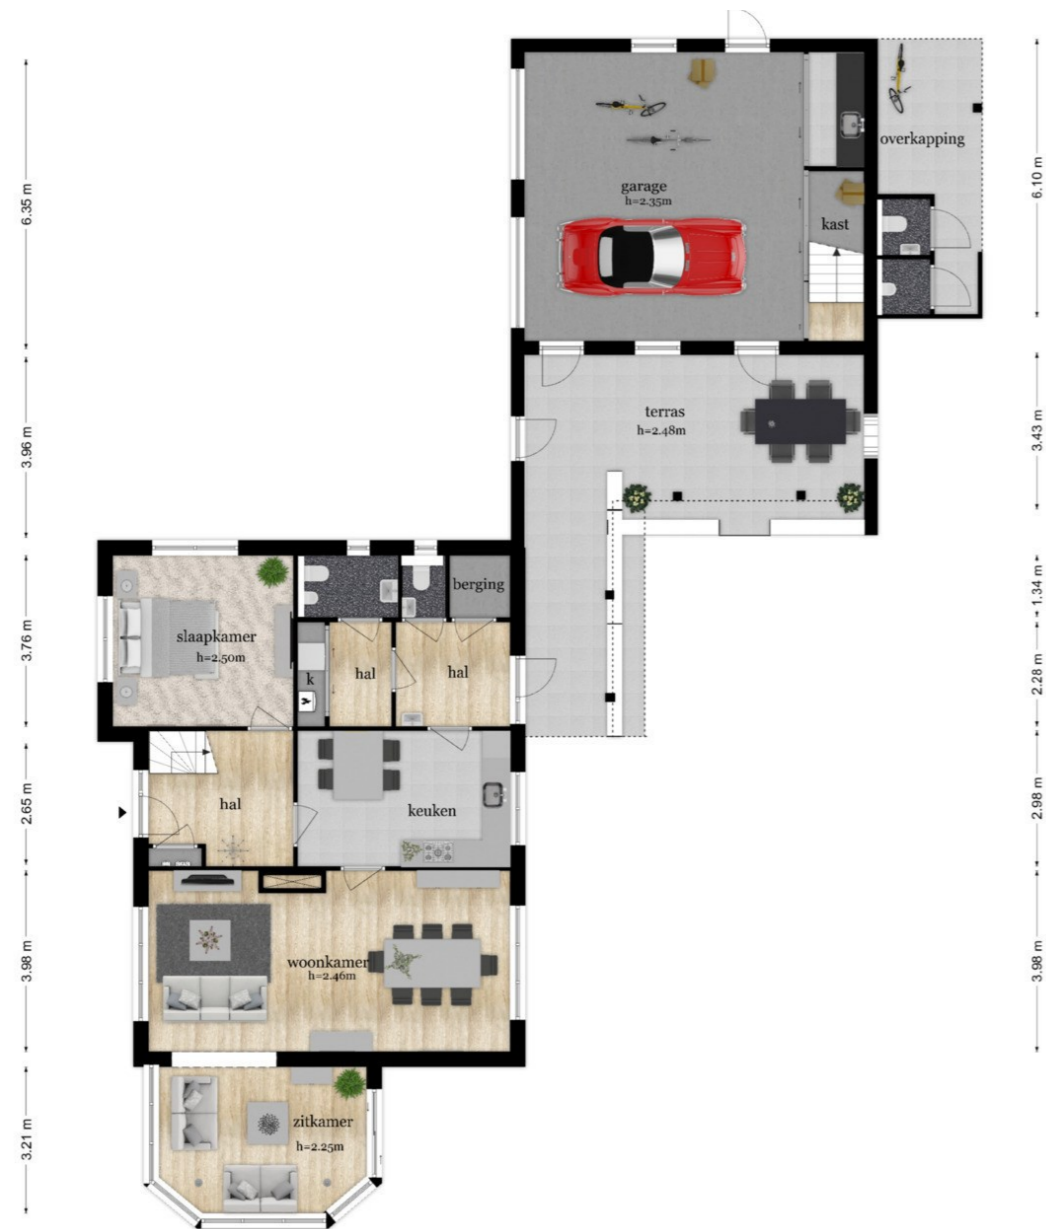 overkapping
garage
h=2.35m
kast
6.35 m
6.10 m
terras
h=2.48m
3.96 m
3.43 m
berging
slaapkamer
h=2.50m
k
hal
hal
3.76 m
1.34 m
2.28 m
hal
keuken
2.65 m
2.98 m
woonkamer
h=2.46m
3.98 m
3.98 m
zitkamer
h=2.25m
3.21 m